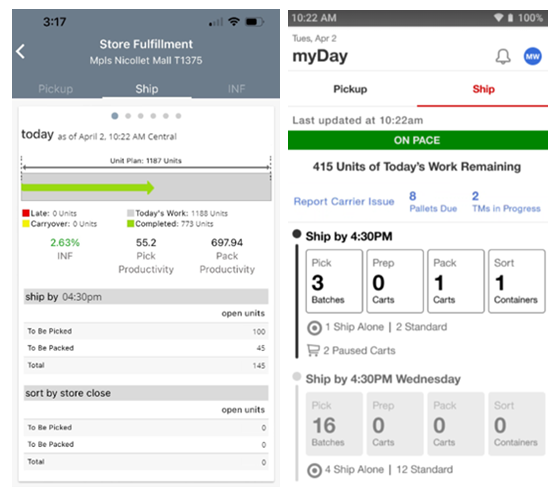 3:17
Store Fulfillment
Mpls Nicollet Mall T1375
Pickup Ship INF
today as of April 2, 10:22 AM Central
Unit Plan: 1187 Units
Late: 0 Units Today's Work: 1188 Units
Carryover: 0 Units Completed: 773 Units
2.63% 55.2 697.94
INF Pick Pack
Productivity Productivity
ship by 04:30pm
open units
To Be Picked 100
To Be Packed 45
Total 145
sort by store close
open units
To Be Picked 0
To Be Packed 0
Total 0
10:22 AM 100%
Tues, Apr 2
myDay MW
Pickup Ship
Last updated at 10:22am
ON PACE
415 Units of Today's Work Remaining
Report Carrier Issue 8 2
Pallets Due TMs in Progress
Ship by 4:30PM
Pick Prep Pack Sort
3 0 1 1
Batches Carts Carts Containers
1 Ship Alone | 2 Standard
2 Paused Carts
Ship by 4:30PM Wednesday
Pick Prep Pack Sort
16 0 0 0
Batches Carts Carts Containers
4 Ship Alone | 12 Standard